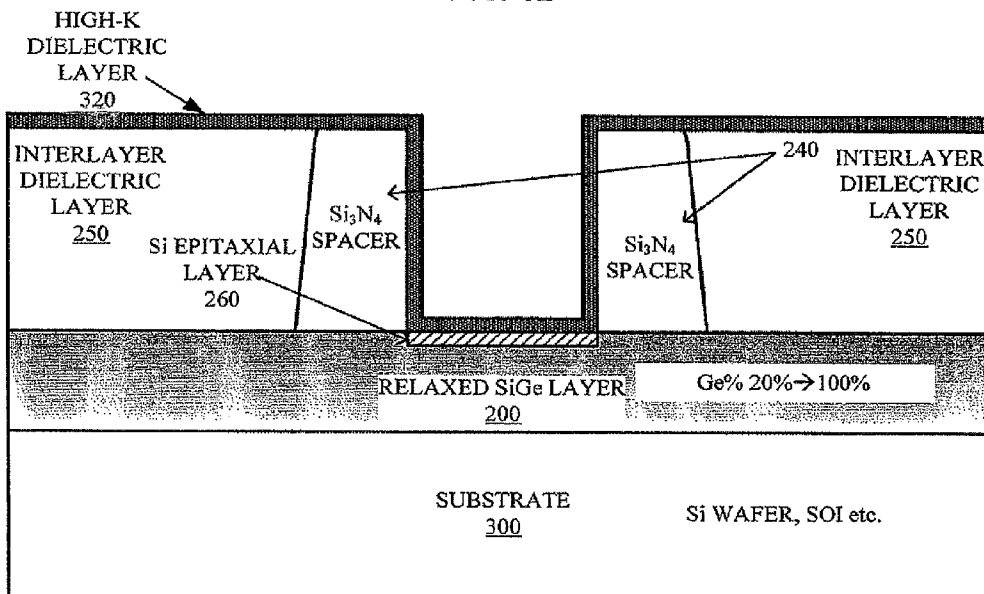 HIGH-K
DIELECTRIC
LAYER
320
INTERLAYER
DIELECTRIC
LAYER
250
Si EPITAXIAL
LAYER
260
Si₃N₄
SPACER
240
Si₃N₄
SPACER
INTERLAYER
DIELECTRIC
LAYER
250
RELAXED SiGe LAYER
200
Ge% 20%→100%
SUBSTRATE
300
Si WAFER, SOI etc.